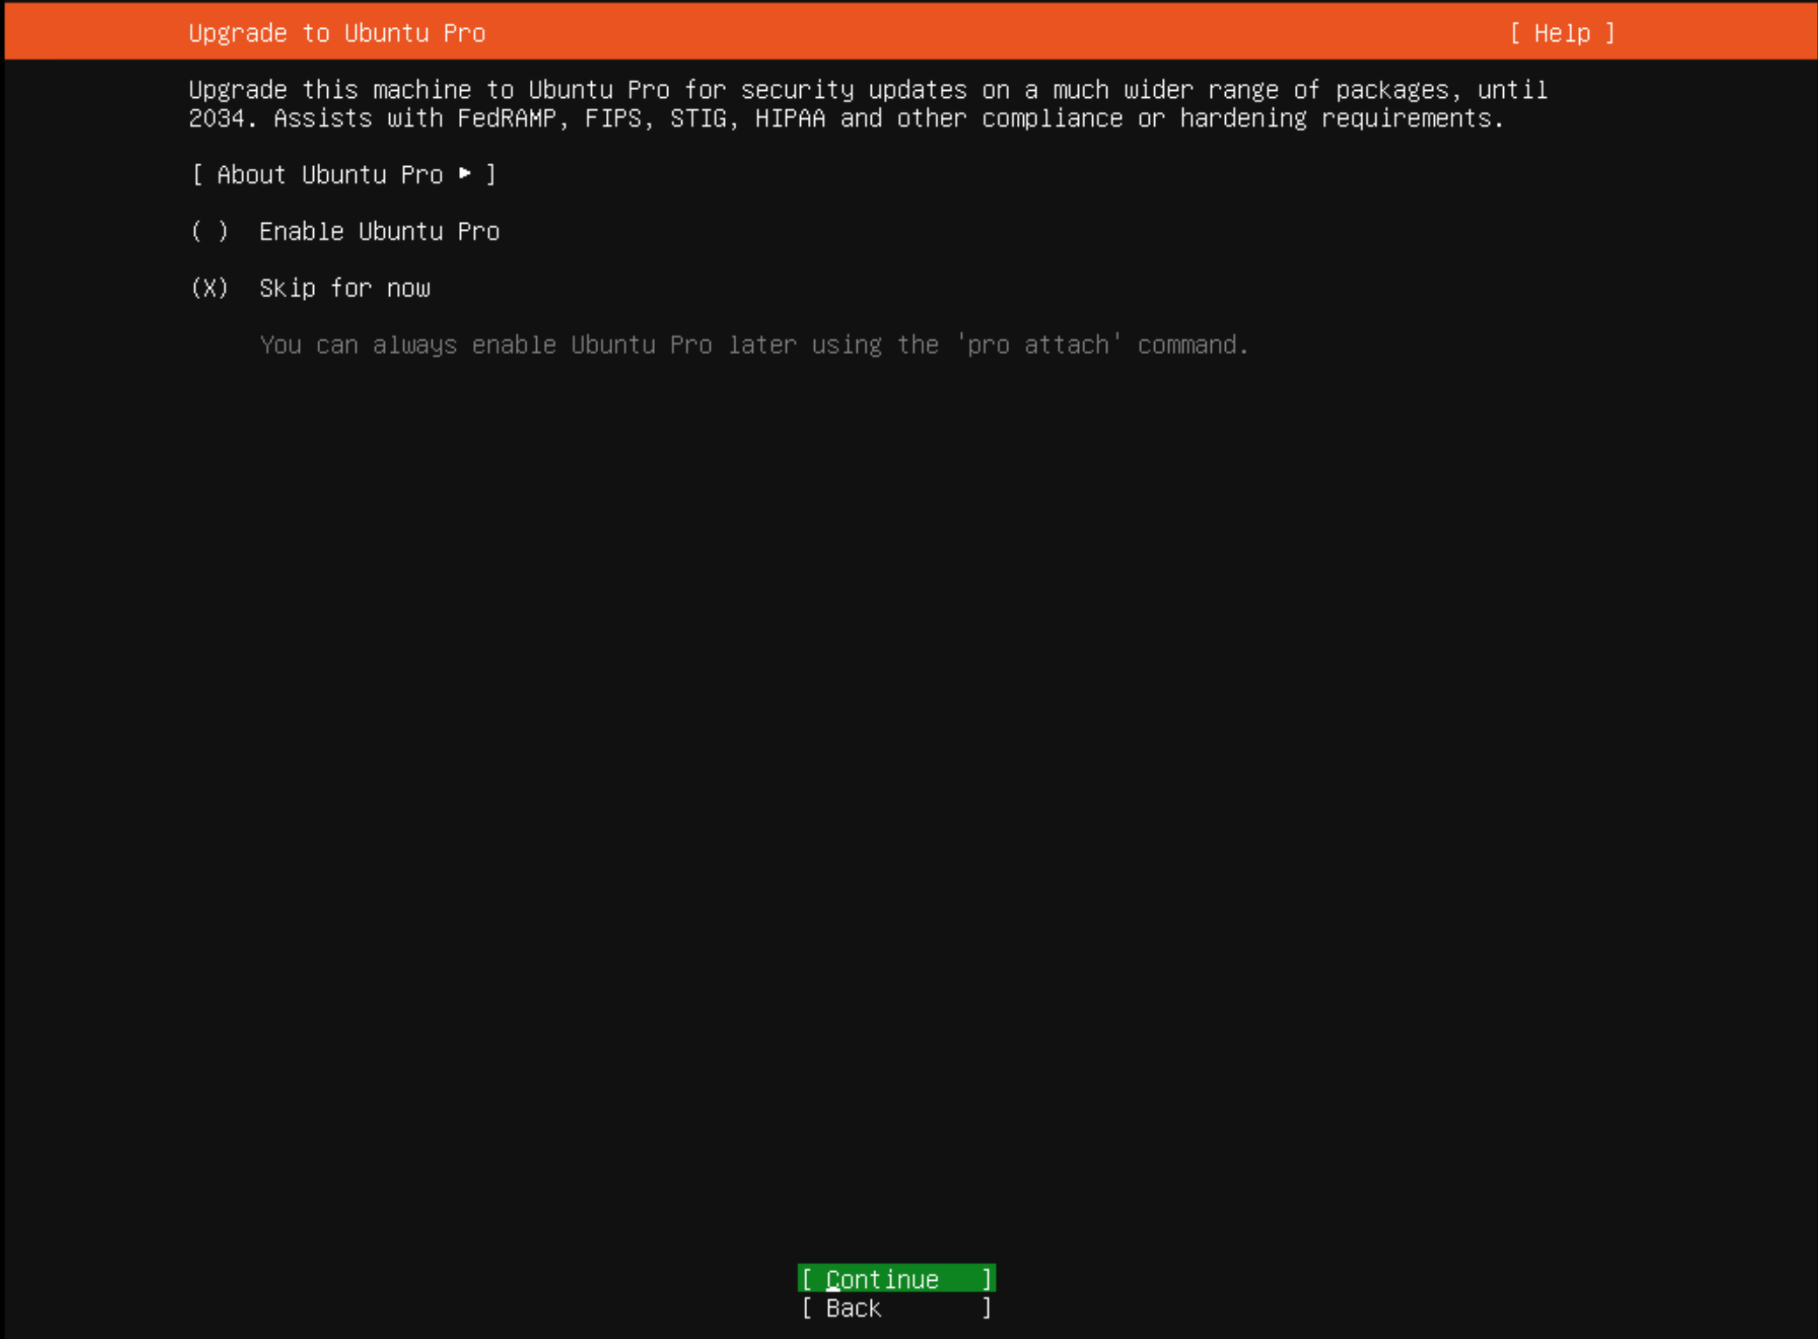 Upgrade to Ubuntu Pro [ Help ]
Upgrade this machine to Ubuntu Pro for security updates on a much wider range of packages, until
2034. Assists with FedRAMP, FIPS, STIG, HIPAA and other compliance or hardening requirements.
[ About Ubuntu Pro ► ]
( ) Enable Ubuntu Pro
(X) Skip for now
You can always enable Ubuntu Pro later using the 'pro attach' command.
[ Continue ]
[ Back ]